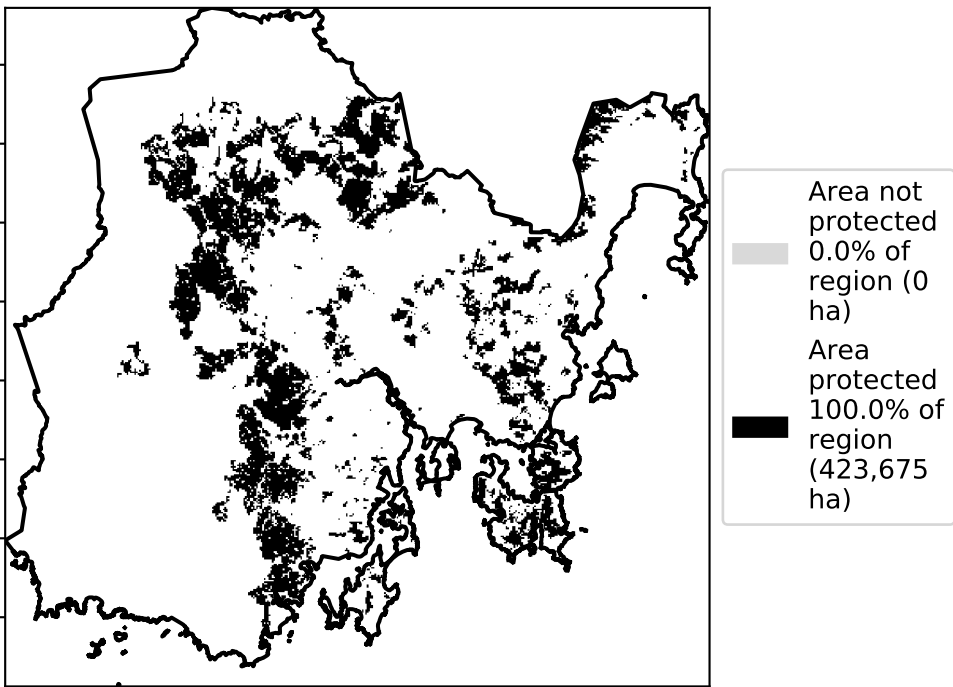 Area not
protected
0.0% of
region (0
ha)
Area
protected
100.0% of
region
(423,675
ha)